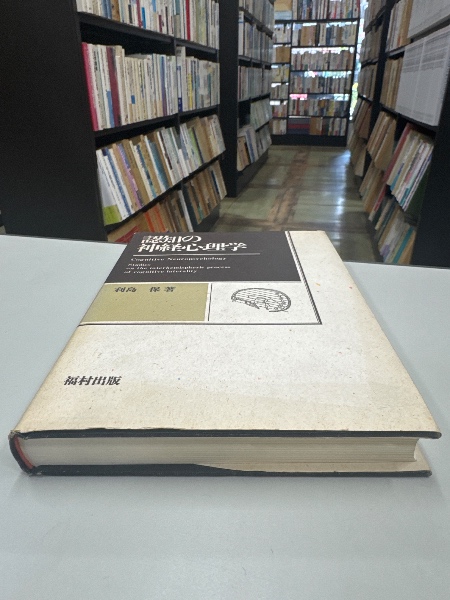 認知の
神経心理学
Cognitive Neuropsychology
Studies
on the interhemispheric process
of cognitive laterality
利島 保 著
福村出版